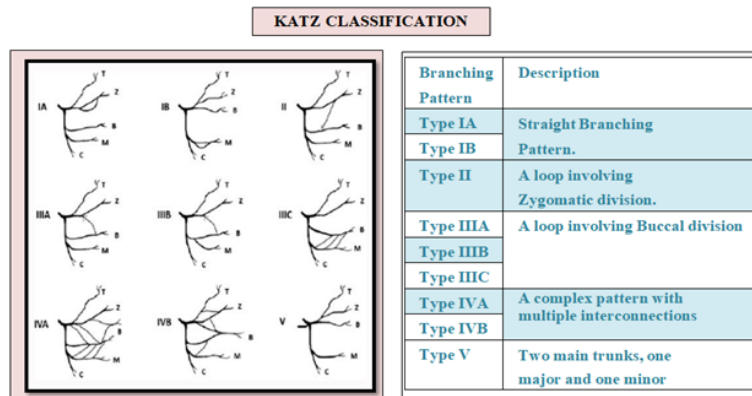 KATZ CLASSIFICATION
IA
T
Z
B
M
C
IB
T
Z
B
M
C
II
T
Z
B
M
C
IIIA
T
Z
B
C
IIIB
T
Z
B
M
C
IIIC
T
Z
B
M
C
IVA
T
Z
B
M
C
IVB
T
Z
B
M
C
V
T
Z
B
M
C
Branching Pattern
Description
Type IA
Type IB
Straight Branching
Pattern.
Type II
A loop involving
Zygomatic division.
Type IIIA
Type IIIB
Type IIIC
A loop involving Buccal division
Type IVA
Type IVB
A complex pattern with
multiple interconnections
Type V
Two main trunks, one
major and one minor